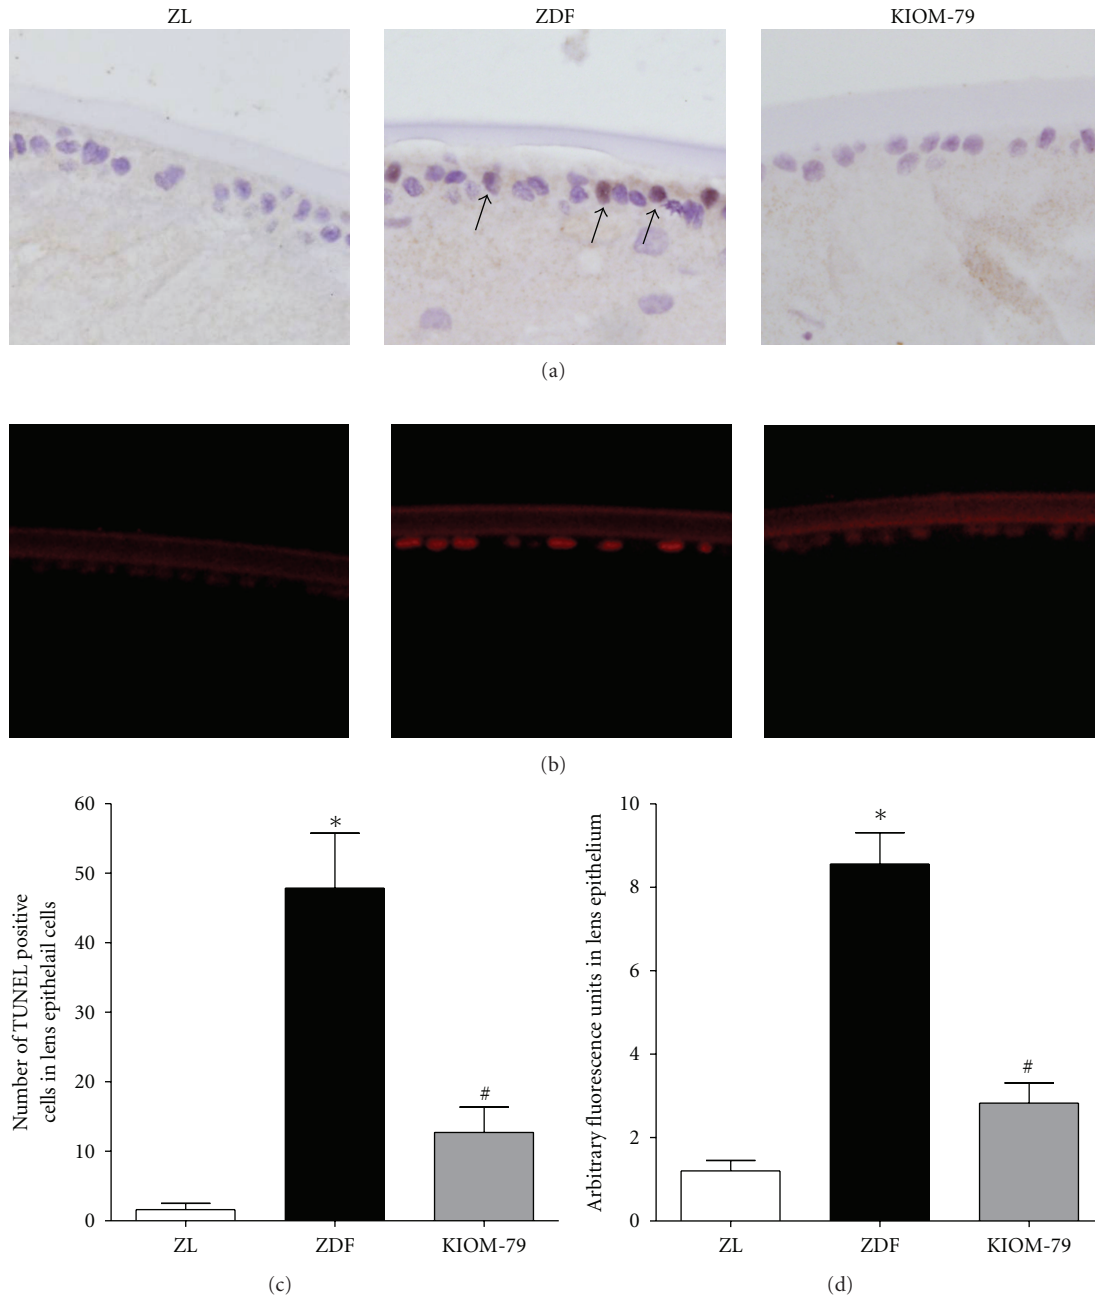 ZL
ZDF
KIOM-79
(a)
(b)
60
50
40
30
20
10
0
Number of TUNEL positive
cells in lens epithelail cells
*
#
ZL
ZDF
KIOM-79
(c)
10
8
6
4
2
0
Arbitrary fluorescence units in lens epithelium
*
#
ZL
ZDF
KIOM-79
(d)